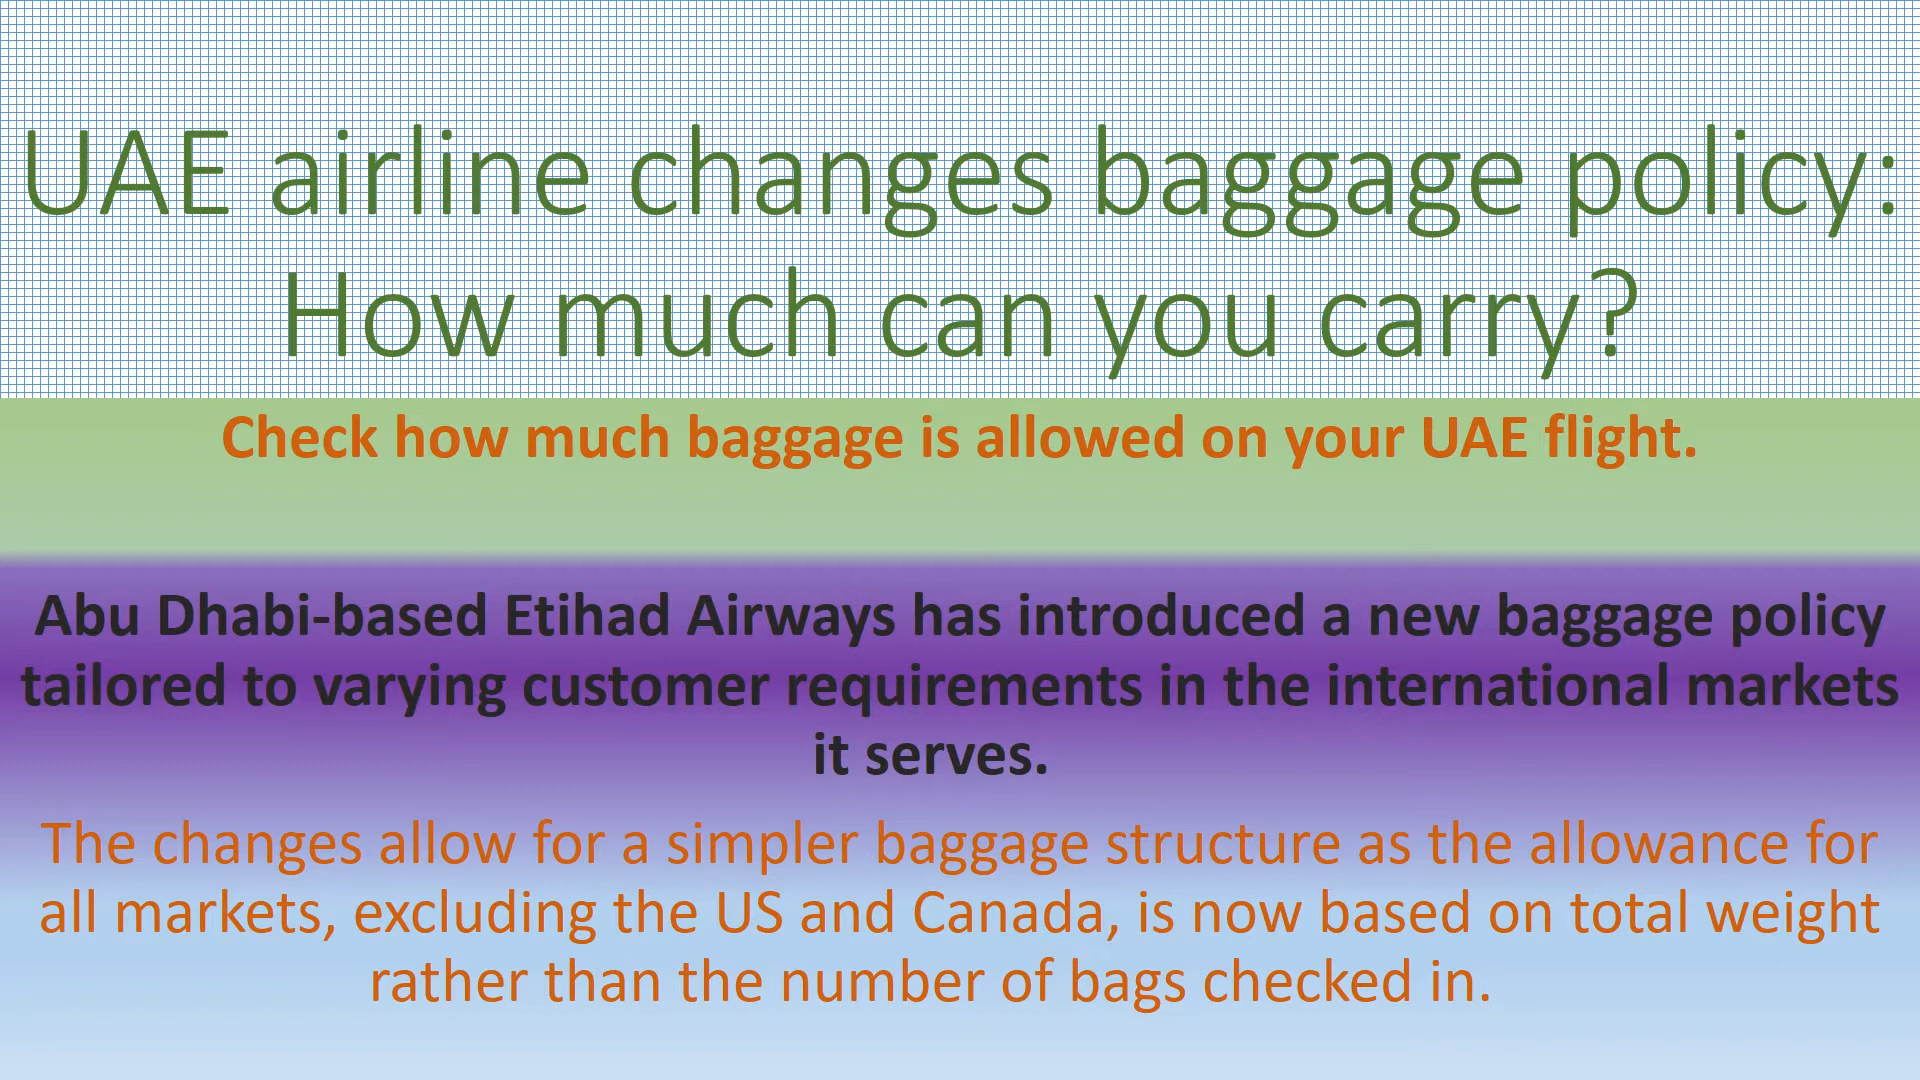 UAE airline changes baggage policy:
How much can you carry?
Check how much baggage is allowed on your UAE flight.
Abu Dhabi-based Etihad Airways has introduced a new baggage policy
tailored to varying customer requirements in the international markets
it serves.
The changes allow for a simpler baggage structure as the allowance for
all markets, excluding the US and Canada, is now based on total weight
rather than the number of bags checked in.